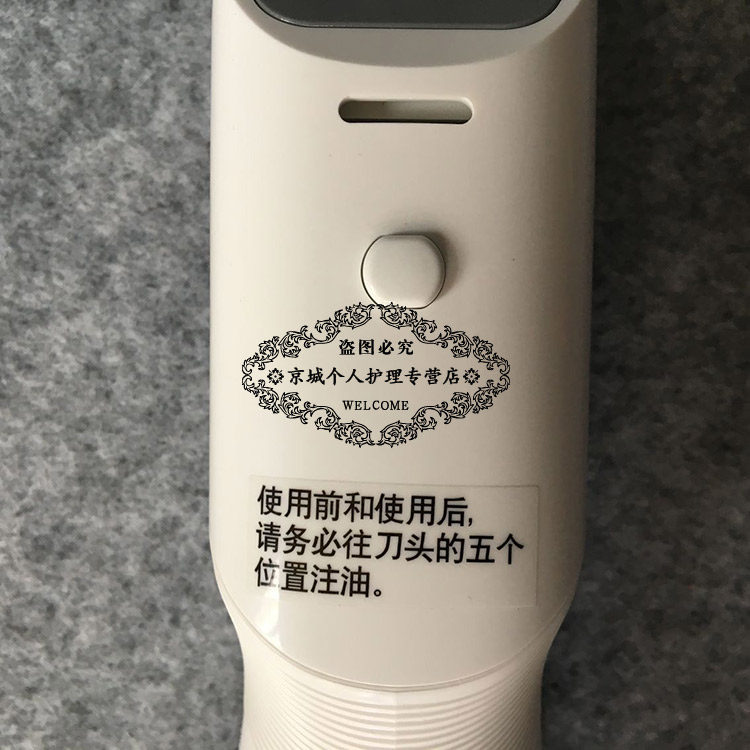 盗图必究
京城个人护理专营店
WELCOME
使用前和使用后,
请务必往刀头的五个
位置注油。